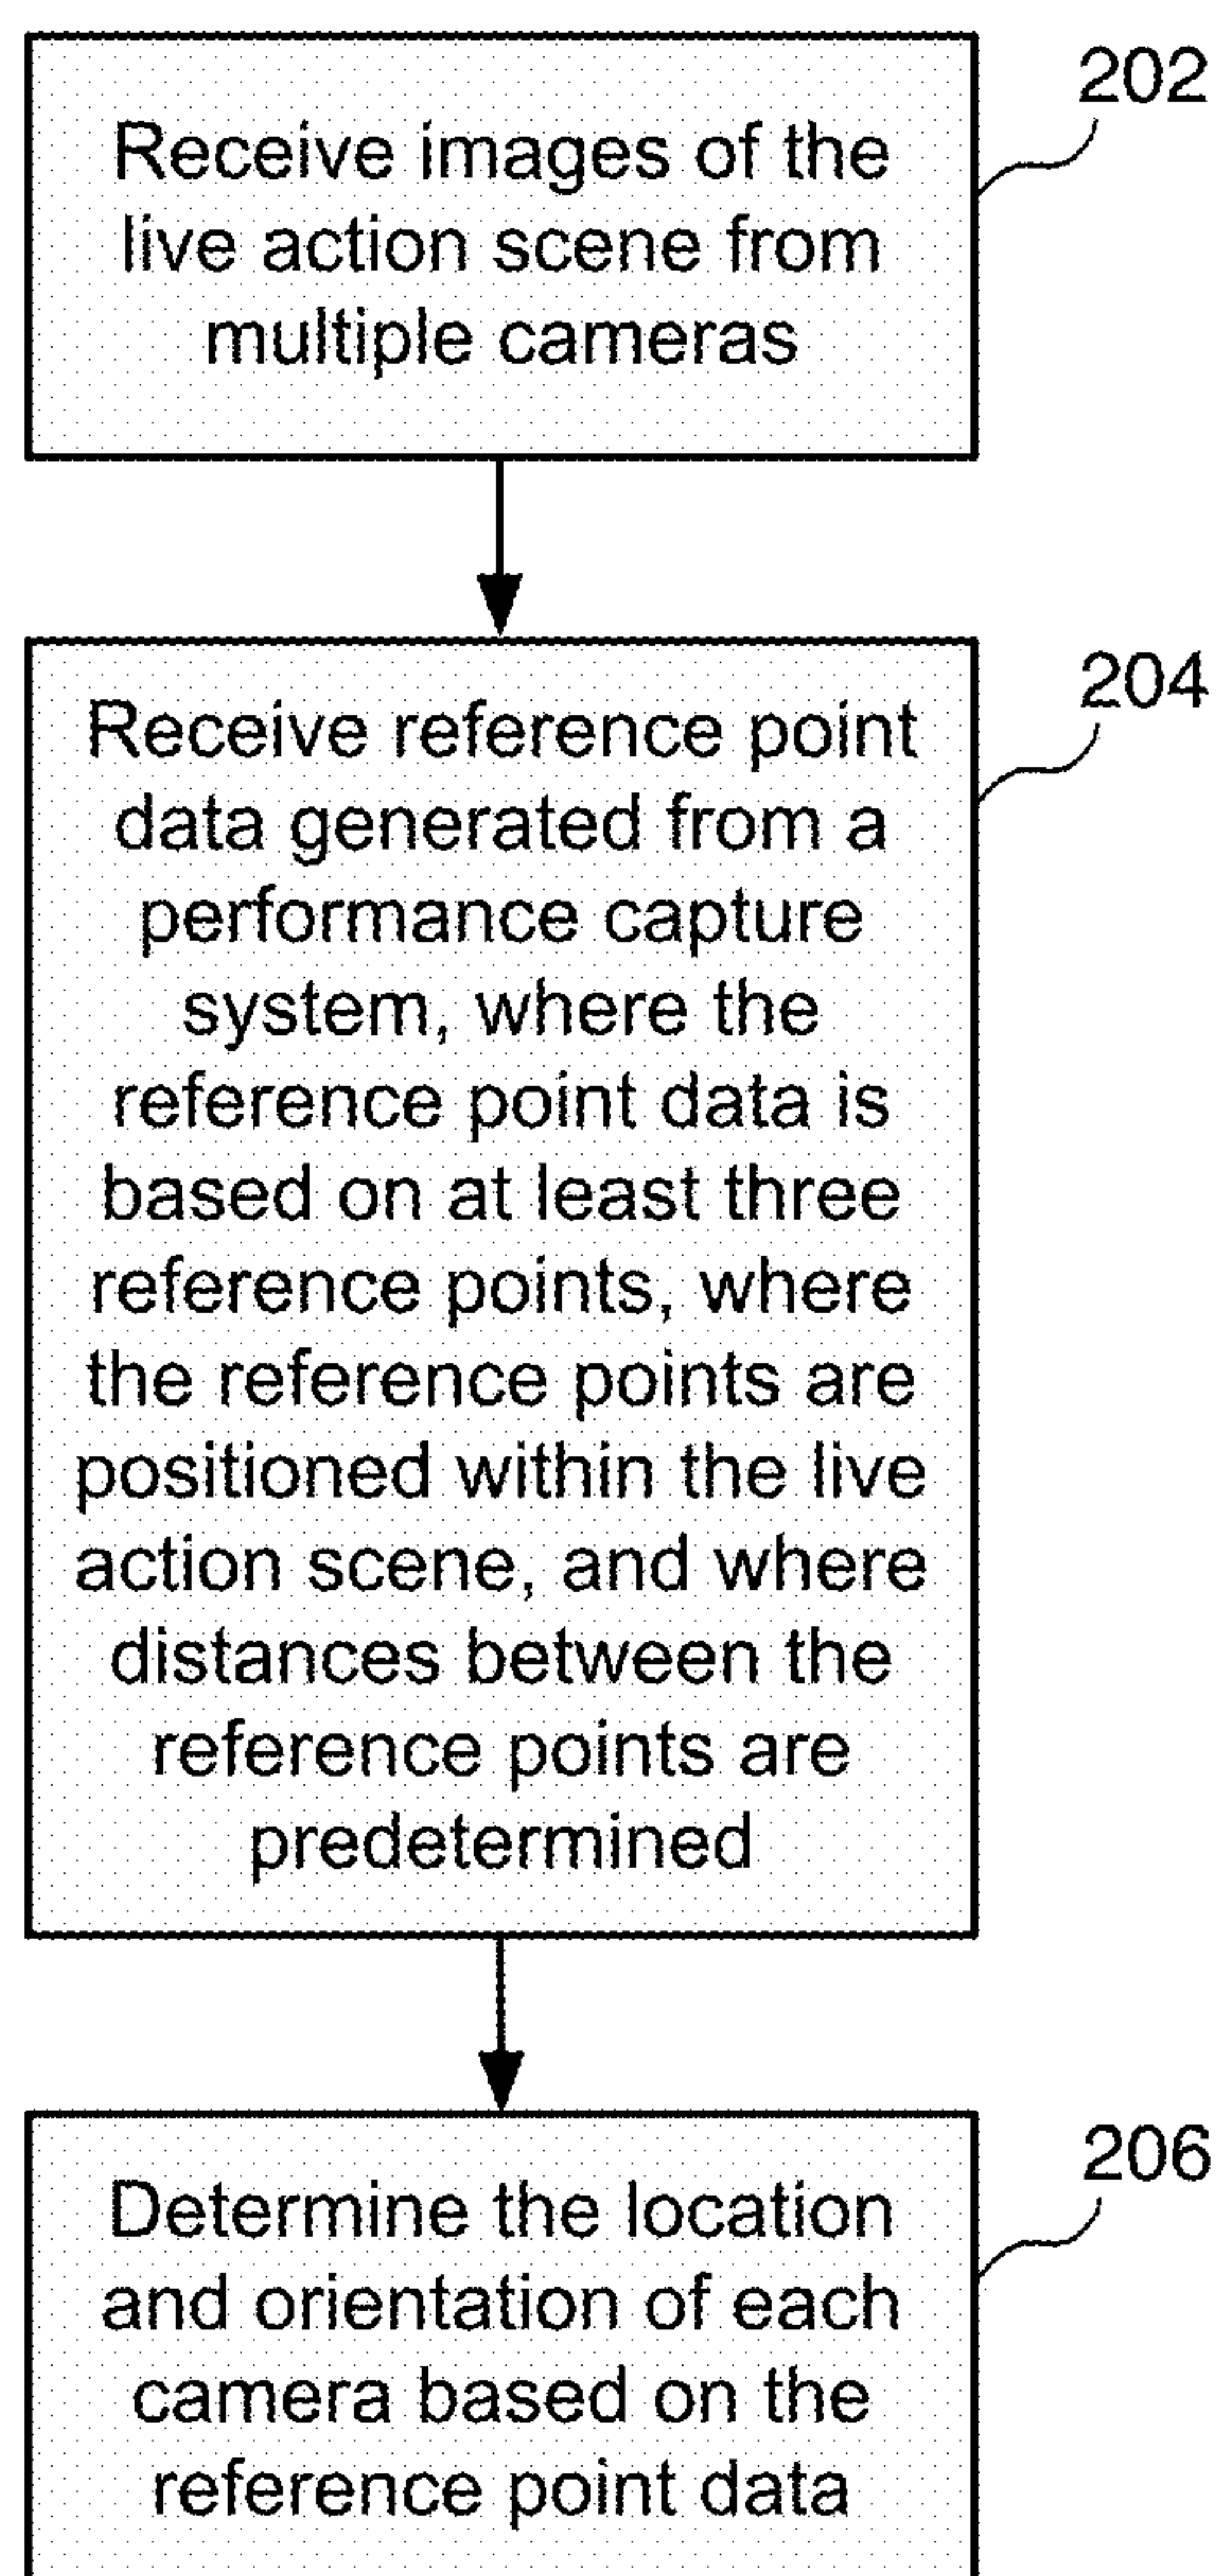 202
Receive images of the
live action scene from
multiple cameras
204
Receive reference point
data generated from a
performance capture
system, where the
reference point data is
based on at least three
reference points, where
the reference points are
positioned within the live
action scene, and where
distances between the
reference points are
predetermined
206
Determine the location
and orientation of each
camera based on the
reference point data